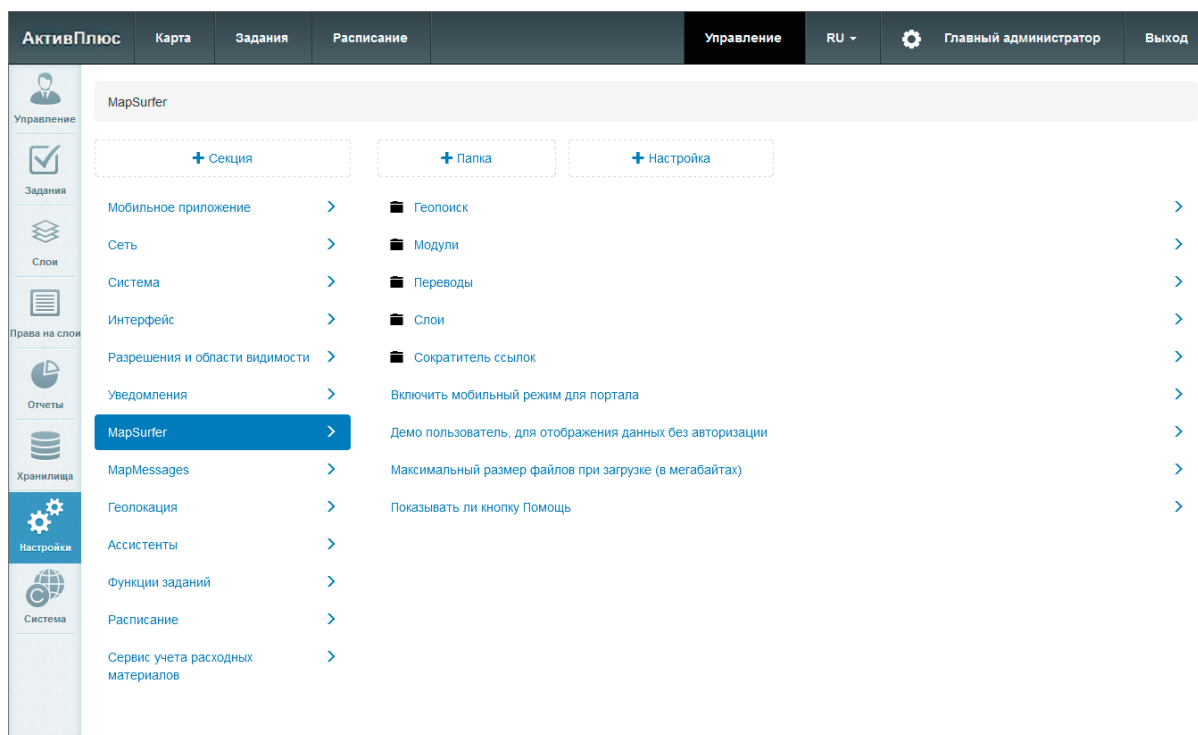 АктивПлюс Карта Задания Расписание Управление RU Главный администратор Выход
Управление
Задания
Слои
Права на слои
Отчеты
Хранилища
Настройки
Система
MapSurfer
+ Секция
+ Папка
+ Настройка
Мобильное приложение
Сеть
Система
Интерфейс
Разрешения и области видимости
Уведомления
MapSurfer
MapMessages
Геолокация
Ассистенты
Функции заданий
Расписание
Сервис учета расходных
материалов
Геопоиск
Модули
Переводы
Слои
Сократитель ссылок
Включить мобильный режим для портала
Демо пользователь, для отображения данных без авторизации
Максимальный размер файлов при загрузке (в мегабайтах)
Показывать ли кнопку Помощь